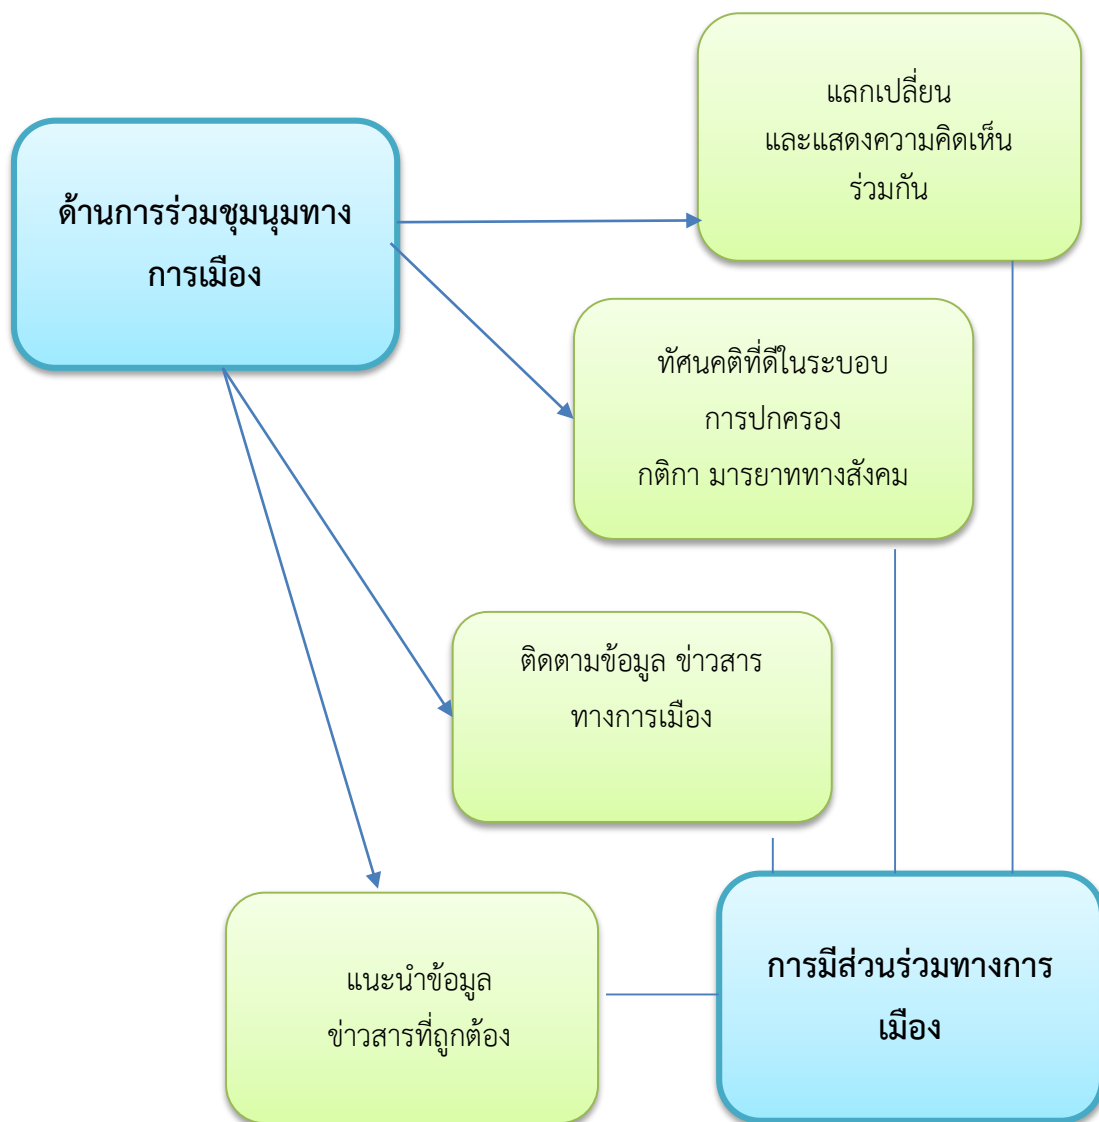 แลกเปลี่ยน
และแสดงความคิดเห็น
ร่วมกัน
ด้านการร่วมชุมนุมทาง
การเมือง
ทัศนคติที่ดีในระบอบ
การปกครอง
กติกา มารยาททางสังคม
ติดตามข้อมูล ข่าวสาร
ทางการเมือง
แนะนำข้อมูล
ข่าวสารที่ถูกต้อง
การมีส่วนร่วมทางการ
เมือง